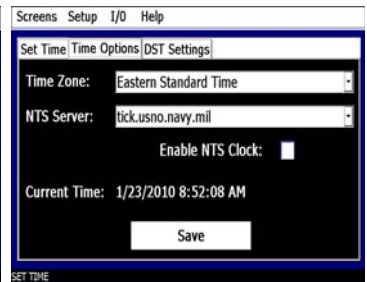 Screens Setup I/O Help
Set Time Time Options DST Settings
Time Zone: Eastern Standard Time
NTS Server: tick.usno.navy.mil
Enable NTS Clock:
Current Time: 1/23/2010 8:52:08 AM
Save
SET TIME